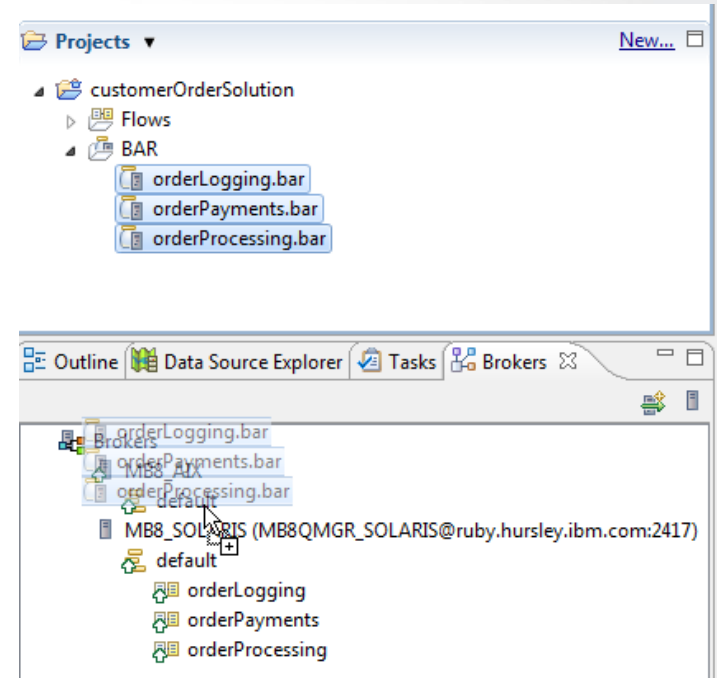 Projects New...
customerOrderSolution
Flows
BAR
orderLogging.bar
orderPayments.bar
orderProcessing.bar
Outline Data Source Explorer Tasks Brokers
orderLogging.bar
Brokers
orderPayments.bar
MB8_AIX
orderProcessing.bar
default
MB8_SOLARIS (MB8QMGR_SOLARIS@ruby.hursley.ibm.com:2417)
default
orderLogging
orderPayments
orderProcessing